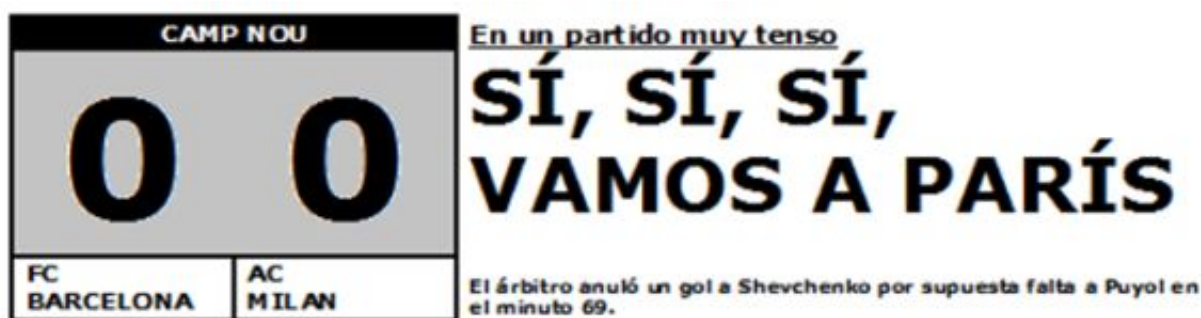 CAMP NOU
0 0
FC
BARCELONA
AC
MILAN
En un partido muy tenso
SÍ, SÍ, SÍ,
VAMOS A PARÍS
El árbitro anuló un gol a Shevchenko por supuesta falta a Puyol en
el minuto 69.